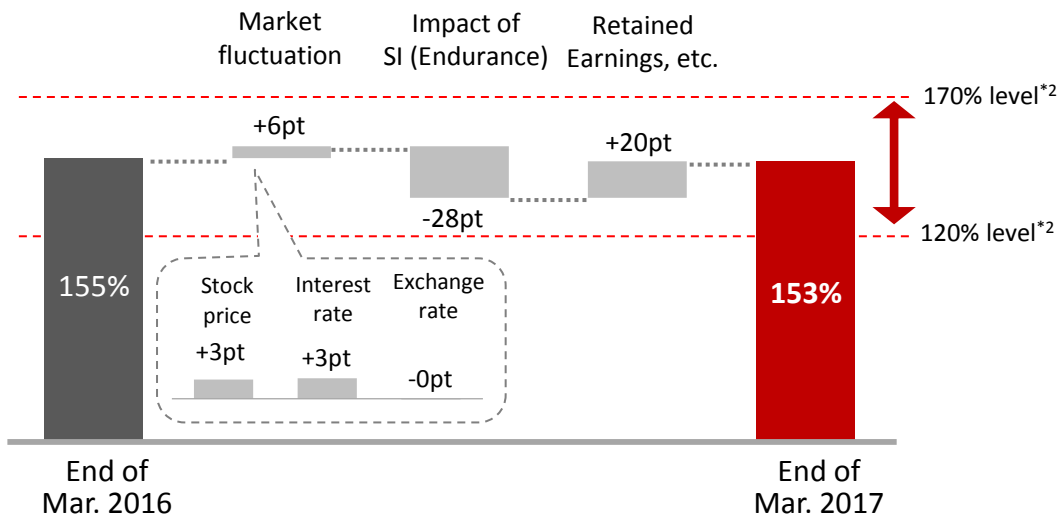 Market
fluctuation
Impact of
SI (Endurance)
Retained
Earnings, etc.
170% level*2
+6pt
+20pt
-28pt
120% level*2
155%
Stock
price
Interest
rate
Exchange
rate
153%
+3pt
+3pt
-0pt
End of
Mar. 2016
End of
Mar. 2017